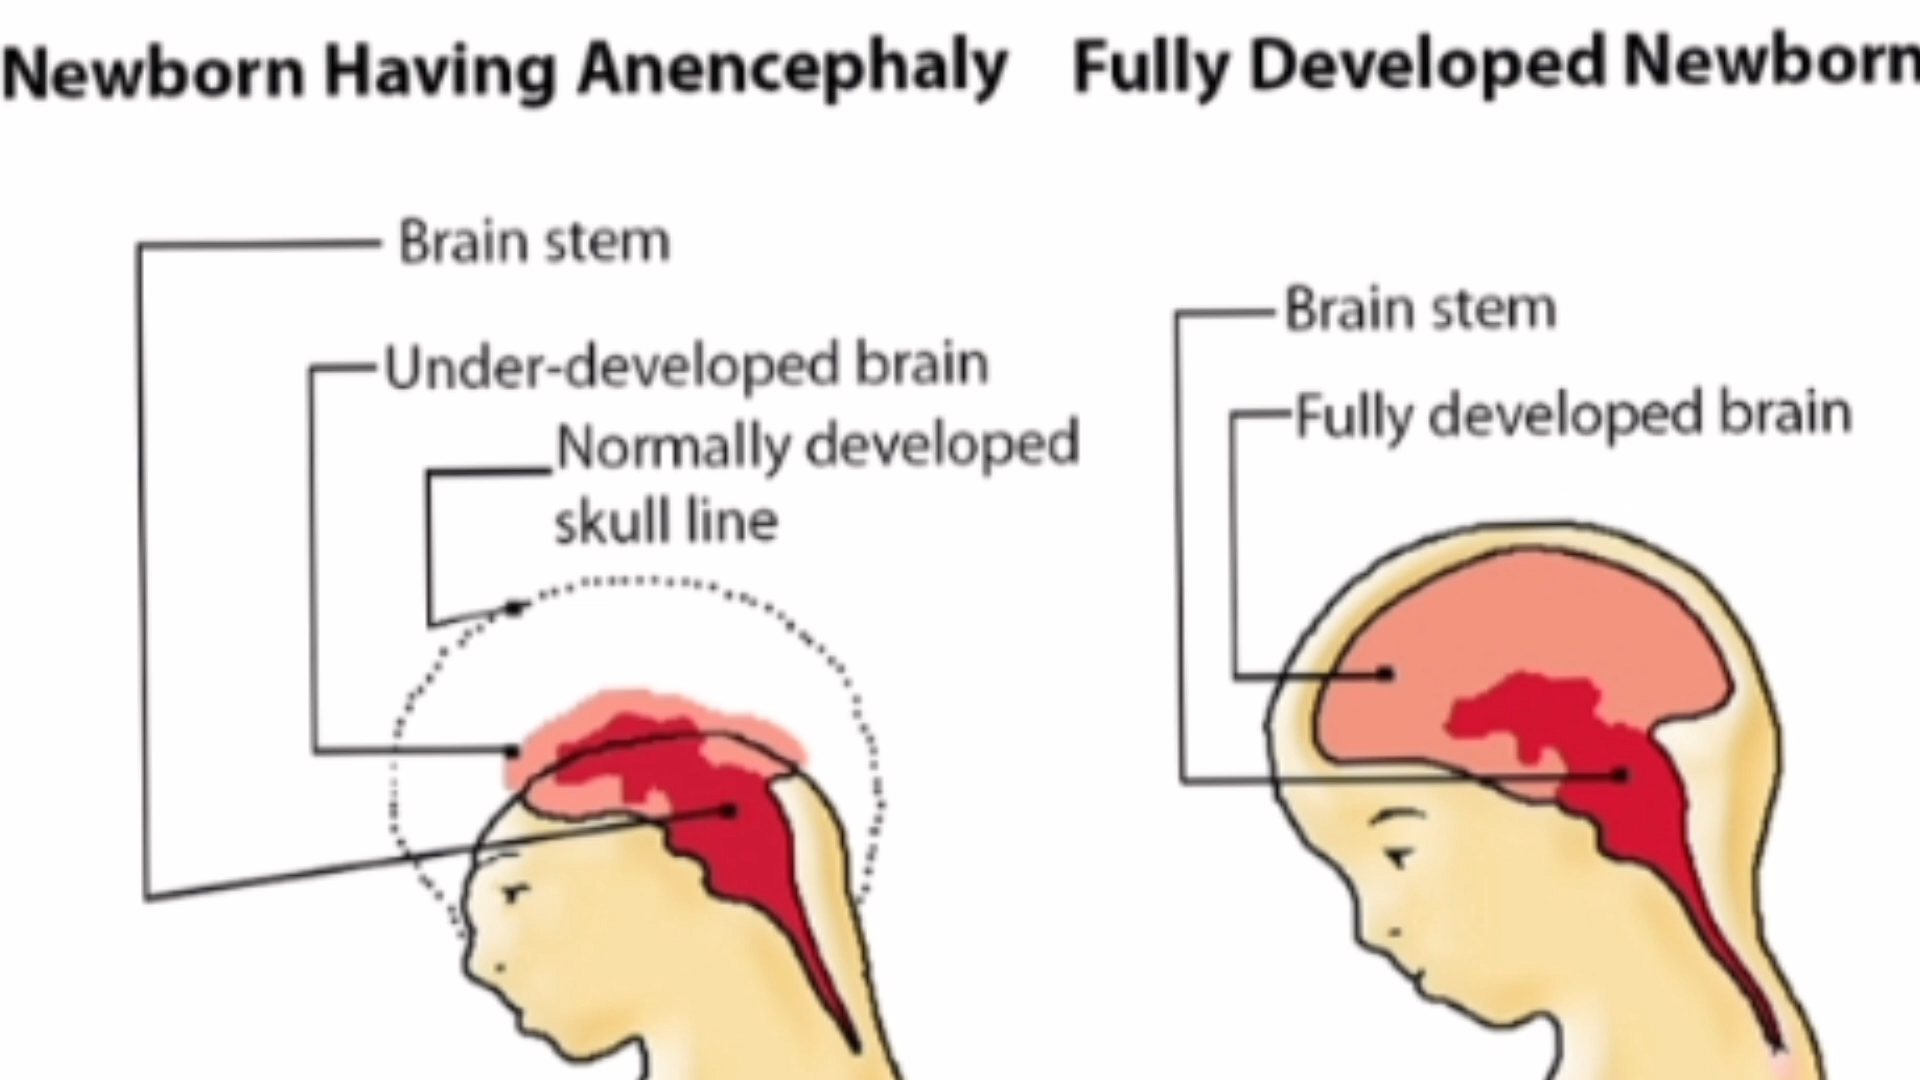 Newborn Having Anencephaly
Fully Developed Newborn
Brain stem
Under-developed brain
Normally developed
skull line
Brain stem
Fully developed brain